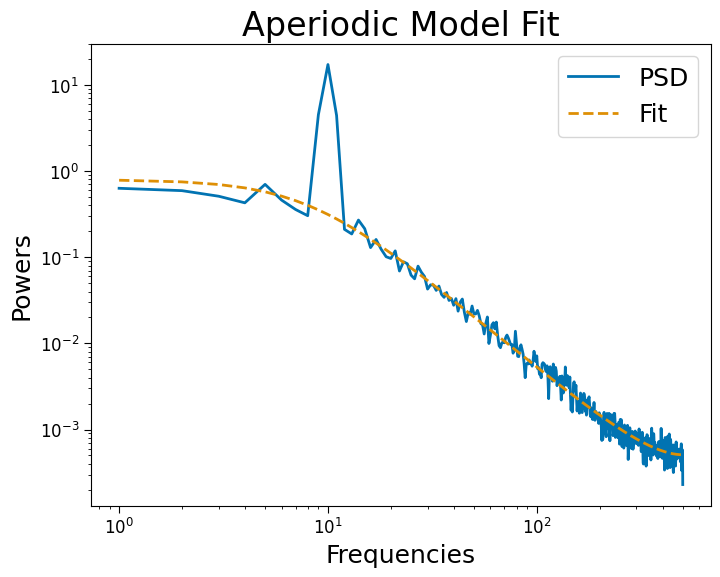 Aperiodic Model Fit
PSD
Fit
Powers
10¹
10⁰
10⁻¹
10⁻²
10⁻³
10⁰ 10¹ 10²
Frequencies